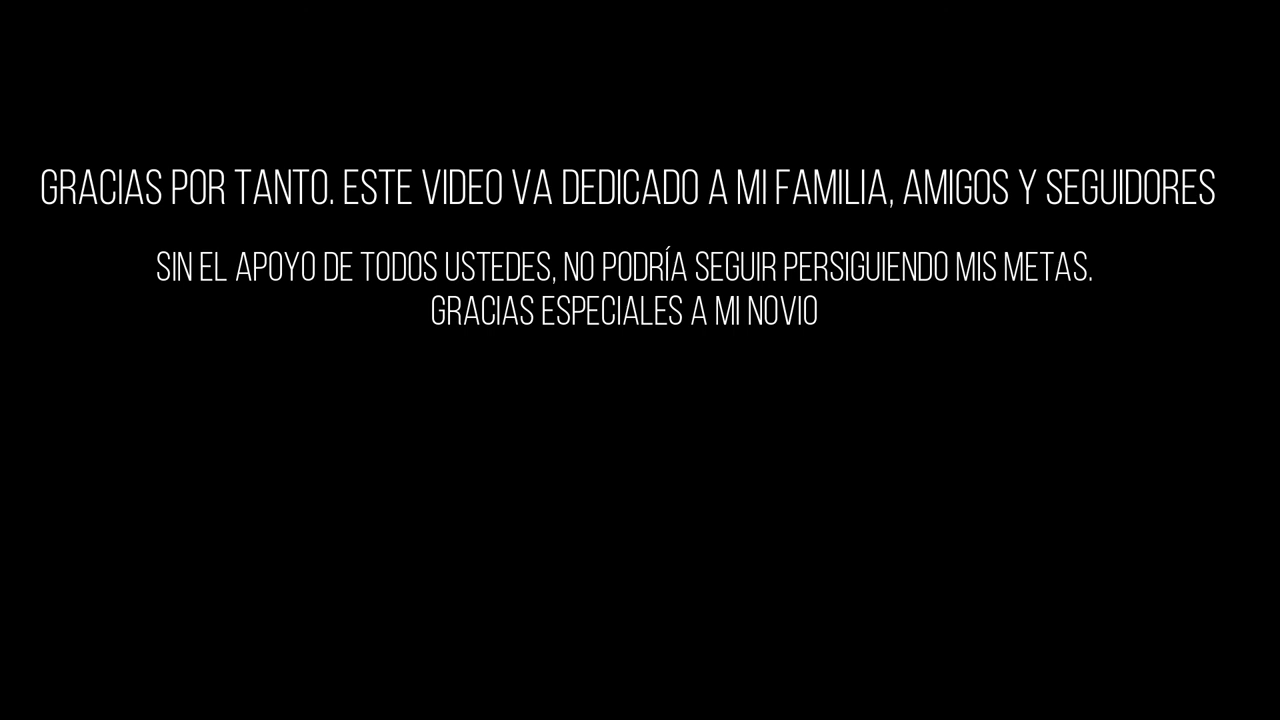 GRACIAS POR TANTO. ESTE VIDEO VA DEDICADO A MI FAMILIA, AMIGOS Y SEGUIDORES
SIN EL APOYO DE TODOS USTEDES, NO PODRÍA SEGUIR PERSIGUIENDO MIS METAS.
GRACIAS ESPECIALES A MI NOVIO